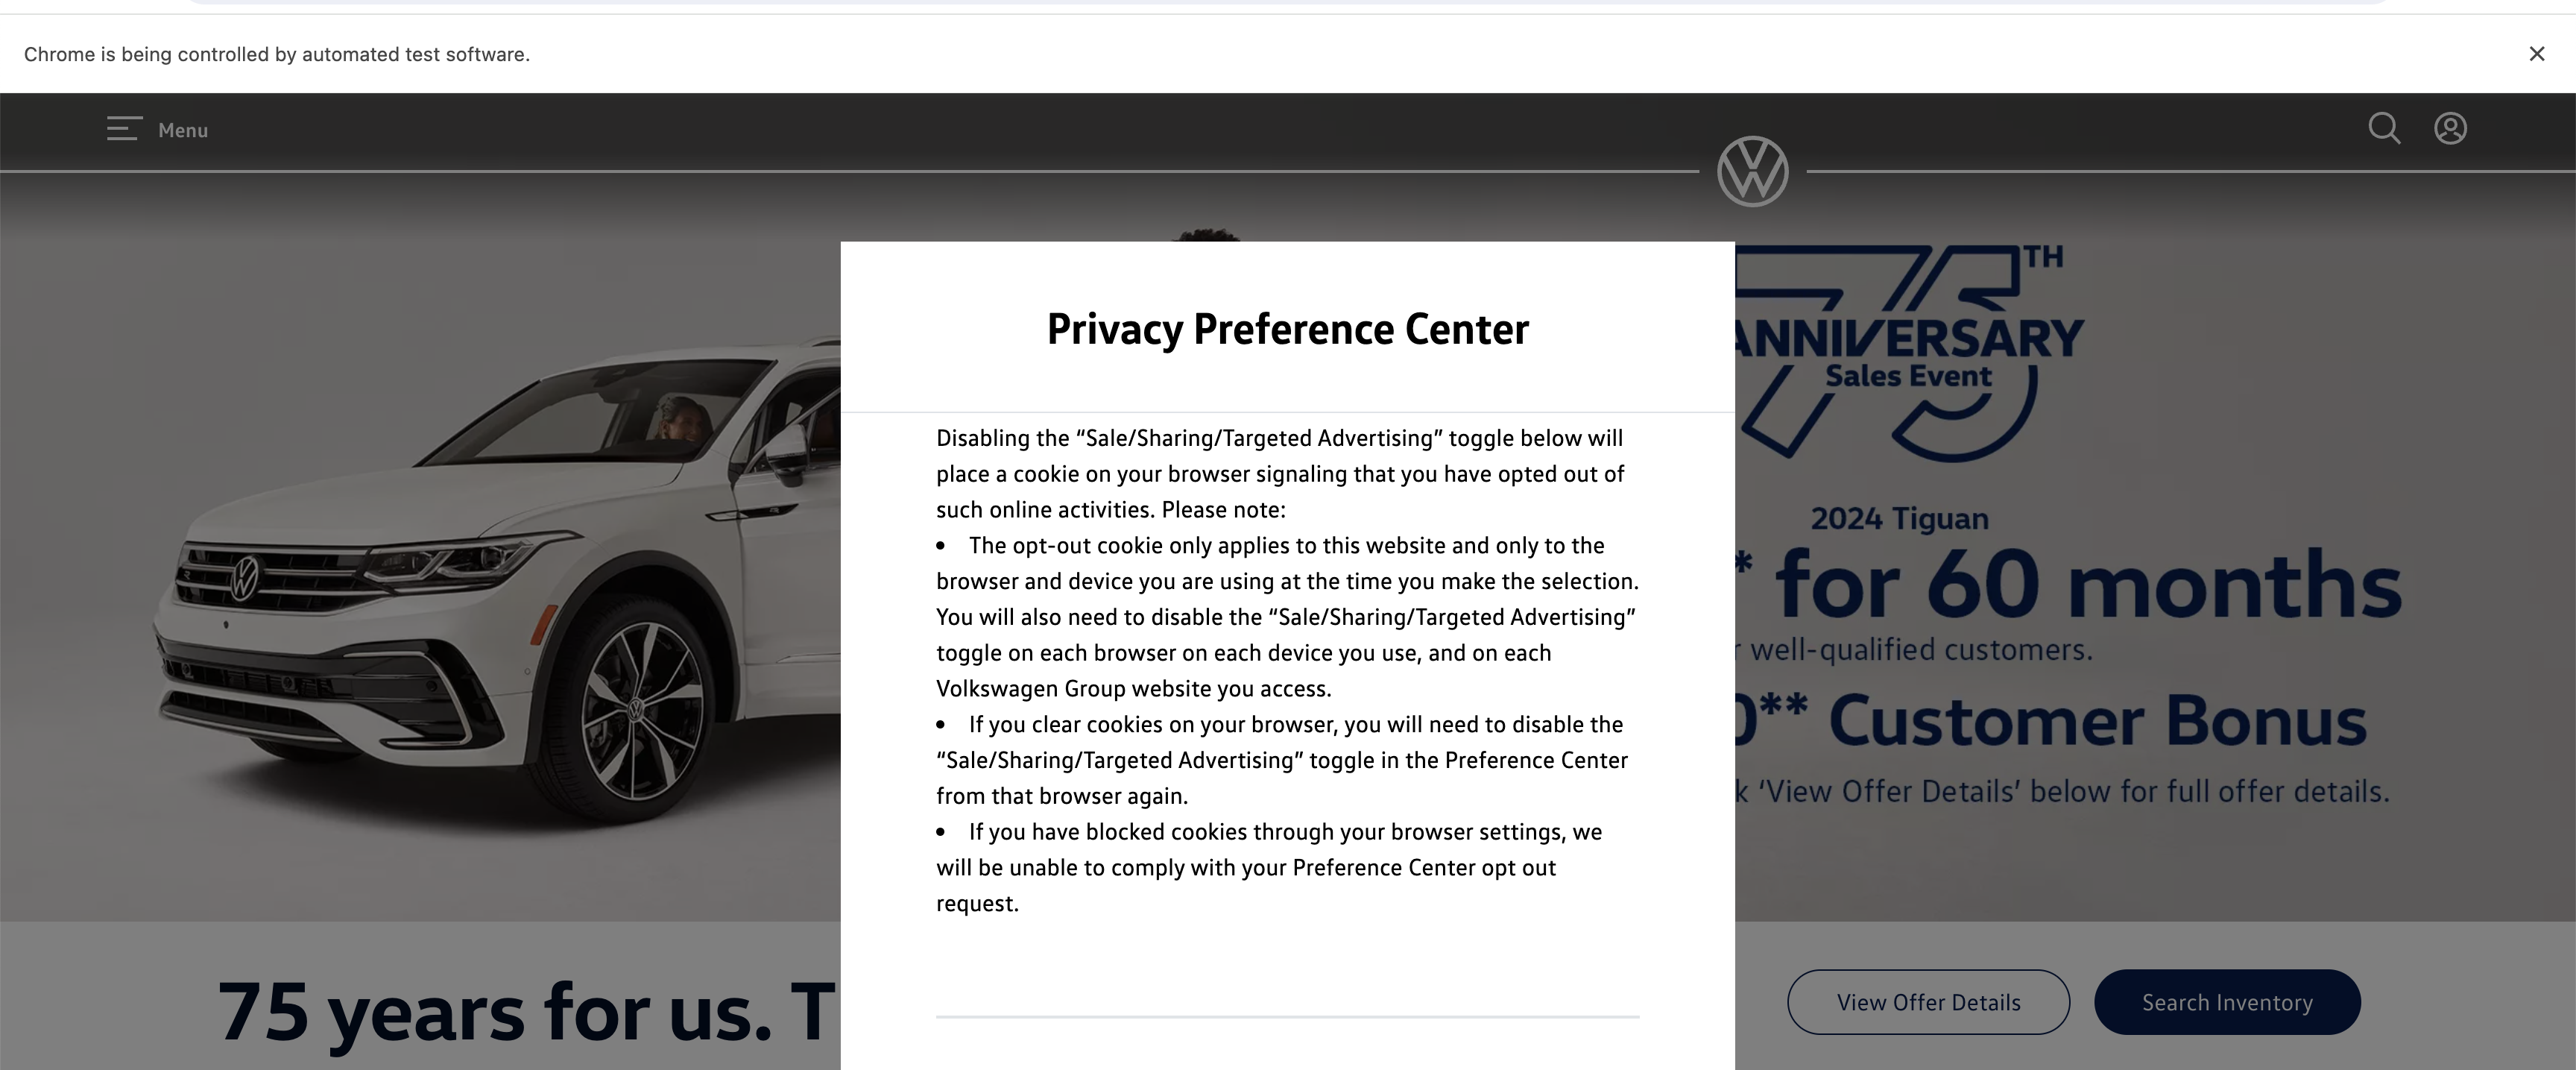 Chrome is being controlled by automated test software.
Menu
Privacy Preference Center
Disabling the “Sale/Sharing/Targeted Advertising” toggle below will
place a cookie on your browser signaling that you have opted out of
such online activities. Please note:
• The opt-out cookie only applies to this website and only to the
browser and device you are using at the time you make the selection.
You will also need to disable the “Sale/Sharing/Targeted Advertising”
toggle on each browser on each device you use, and on each
Volkswagen Group website you access.
• If you clear cookies on your browser, you will need to disable the
“Sale/Sharing/Targeted Advertising” toggle in the Preference Center
from that browser again.
• If you have blocked cookies through your browser settings, we
will be unable to comply with your Preference Center opt out
request.
75TH
ANNIVERSARY
Sales Event
2024 Tiguan
* for 60 months
well-qualified customers.
0** Customer Bonus
‘View Offer Details’ below for full offer details.
75 years for us. T
View Offer Details
Search Inventory